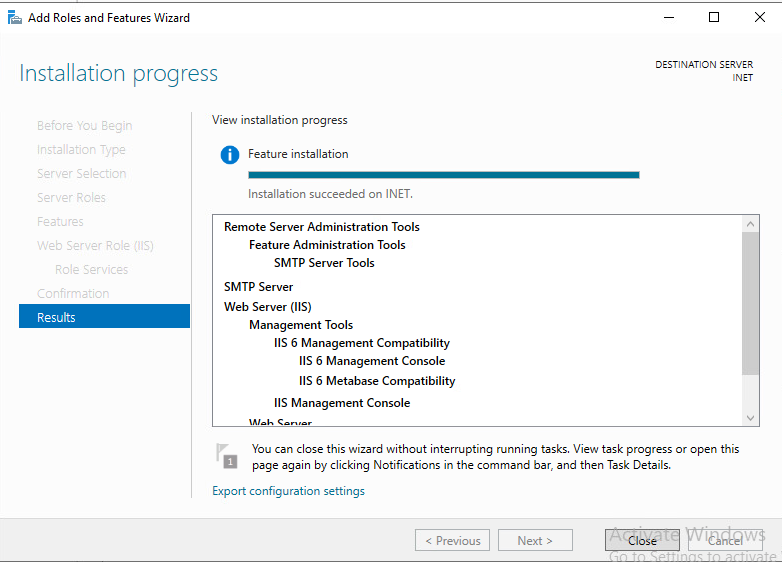 Add Roles and Features Wizard
Installation progress
DESTINATION SERVER
INET
Before You Begin
Installation Type
Server Selection
Server Roles
Features
Web Server Role (IIS)
Role Services
Confirmation
Results
View installation progress
Feature installation
Installation succeeded on INET.
Remote Server Administration Tools
Feature Administration Tools
SMTP Server Tools
SMTP Server
Web Server (IIS)
Management Tools
IIS 6 Management Compatibility
IIS 6 Management Console
IIS 6 Metabase Compatibility
IIS Management Console
Web Server
1
You can close this wizard without interrupting running tasks. View task progress or open this
page again by clicking Notifications in the command bar, and then Task Details.
Export configuration settings
< Previous
Next >
Close
Cancel
Activate Windows
Go to Settings to activate